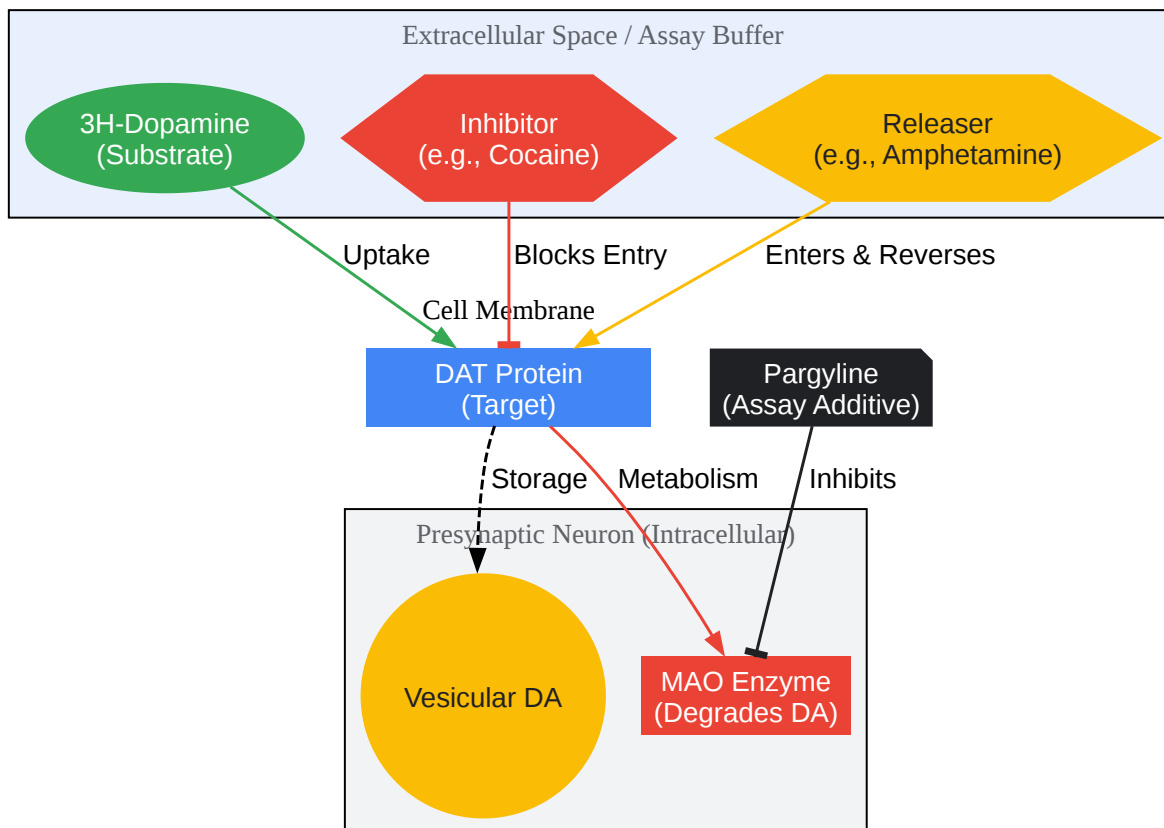 Extracellular Space / Assay Buffer
3H-Dopamine
(Substrate)
Inhibitor
(e.g., Cocaine)
Releaser
(e.g., Amphetamine)
Uptake
Blocks Entry
Enters & Reverses
Cell Membrane
DAT Protein
(Target)
Pargyline
(Assay Additive)
Storage
Metabolism
Inhibits
Presynaptic Neuron (Intracellular)
Vesicular DA
MAO Enzyme
(Degrades DA)